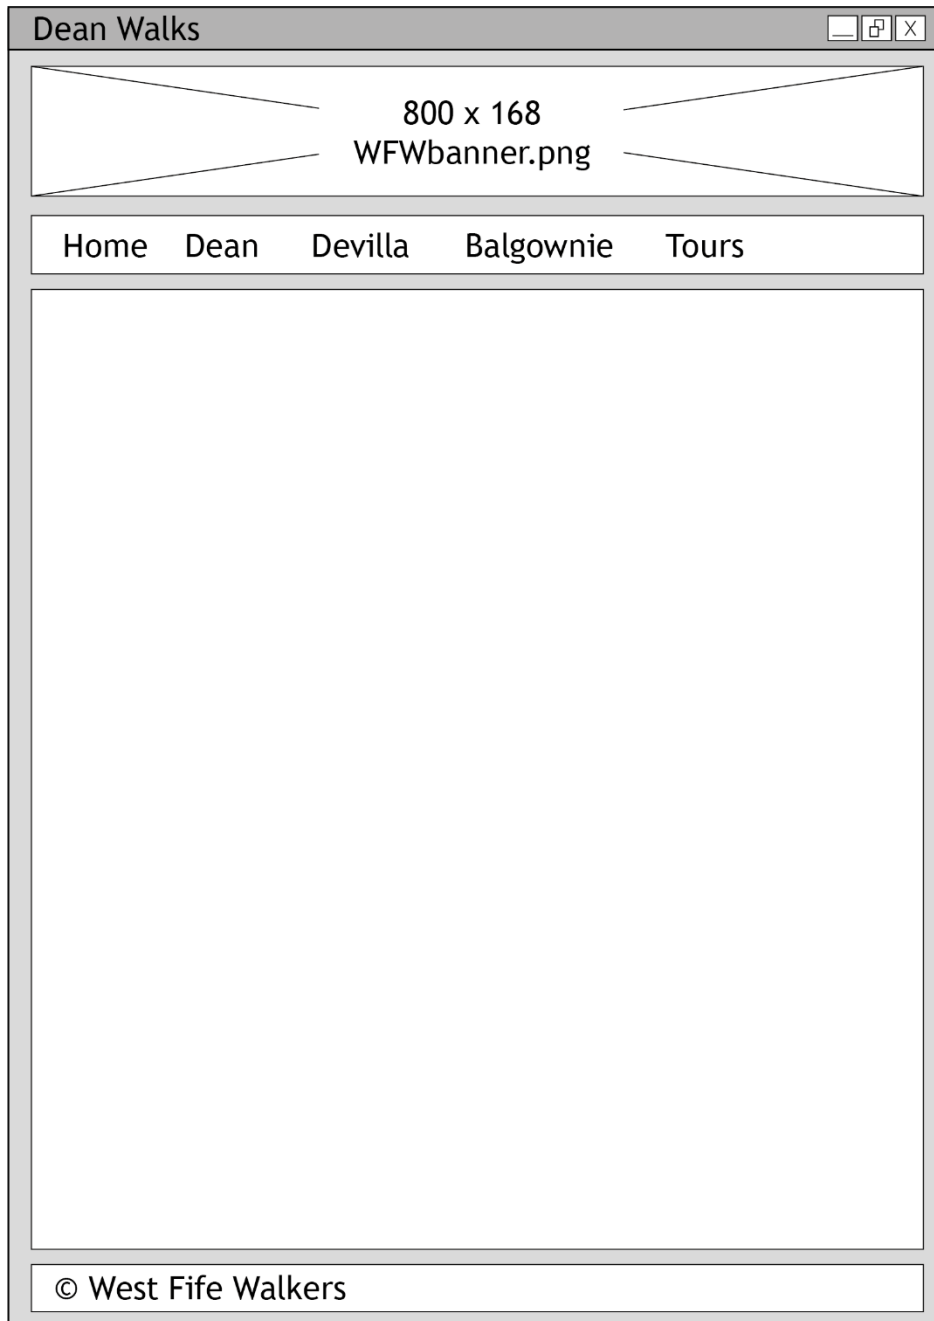 Dean Walks
800 x 168
WFWbanner.png
Home Dean Devilla Balgownie Tours
© West Fife Walkers